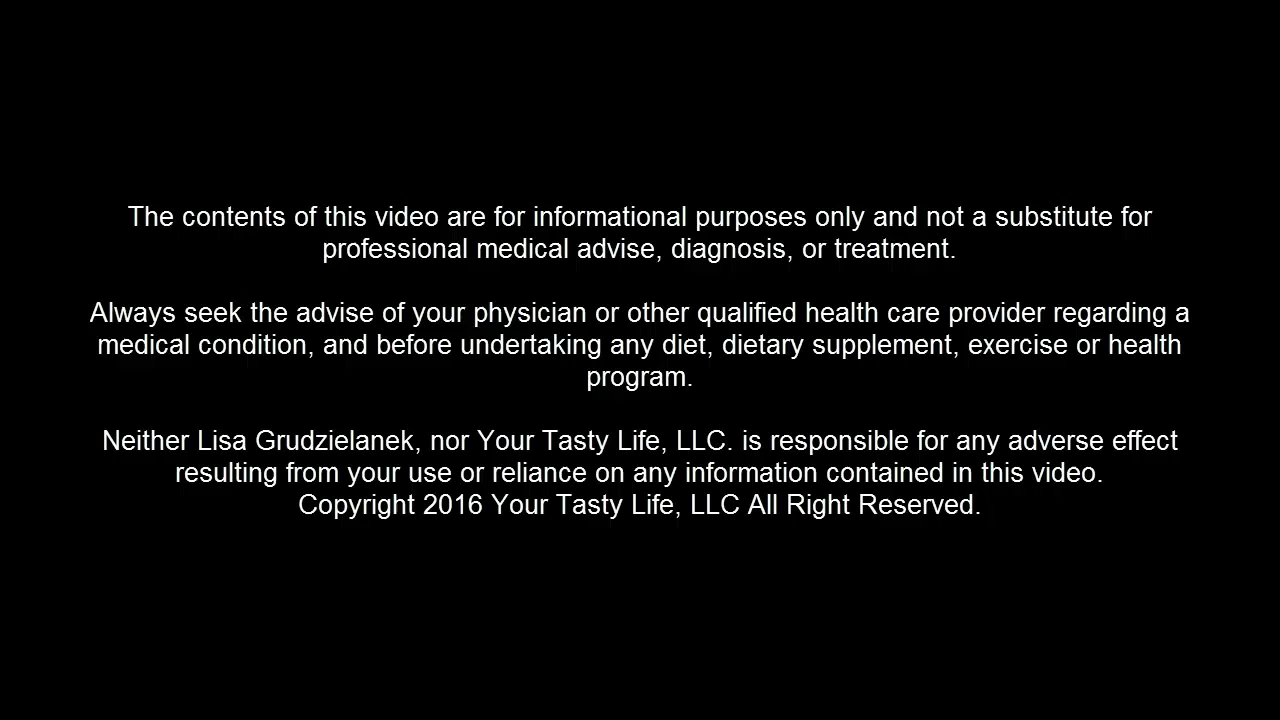 The contents of this video are for informational purposes only and not a substitute for
professional medical advise, diagnosis, or treatment.
Always seek the advise of your physician or other qualified health care provider regarding a
medical condition, and before undertaking any diet, dietary supplement, exercise or health
program.
Neither Lisa Grudzielanek, nor Your Tasty Life, LLC. is responsible for any adverse effect
resulting from your use or reliance on any information contained in this video.
Copyright 2016 Your Tasty Life, LLC All Right Reserved.